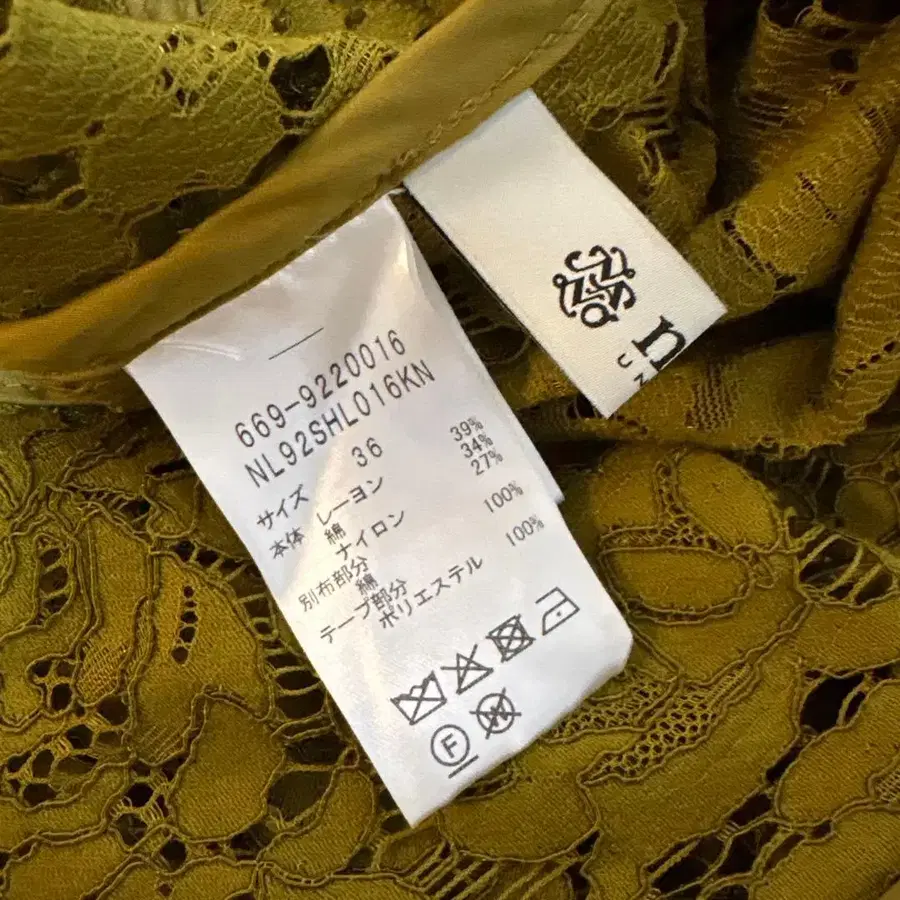 669-9220016
NL92SHL016KN
サイズ 36
本体 レーヨン 39%
綿 34%
ナイロン 27%
別布部分
綿 100%
テープ部分
ポリエステル 100%
F
W
n
UN